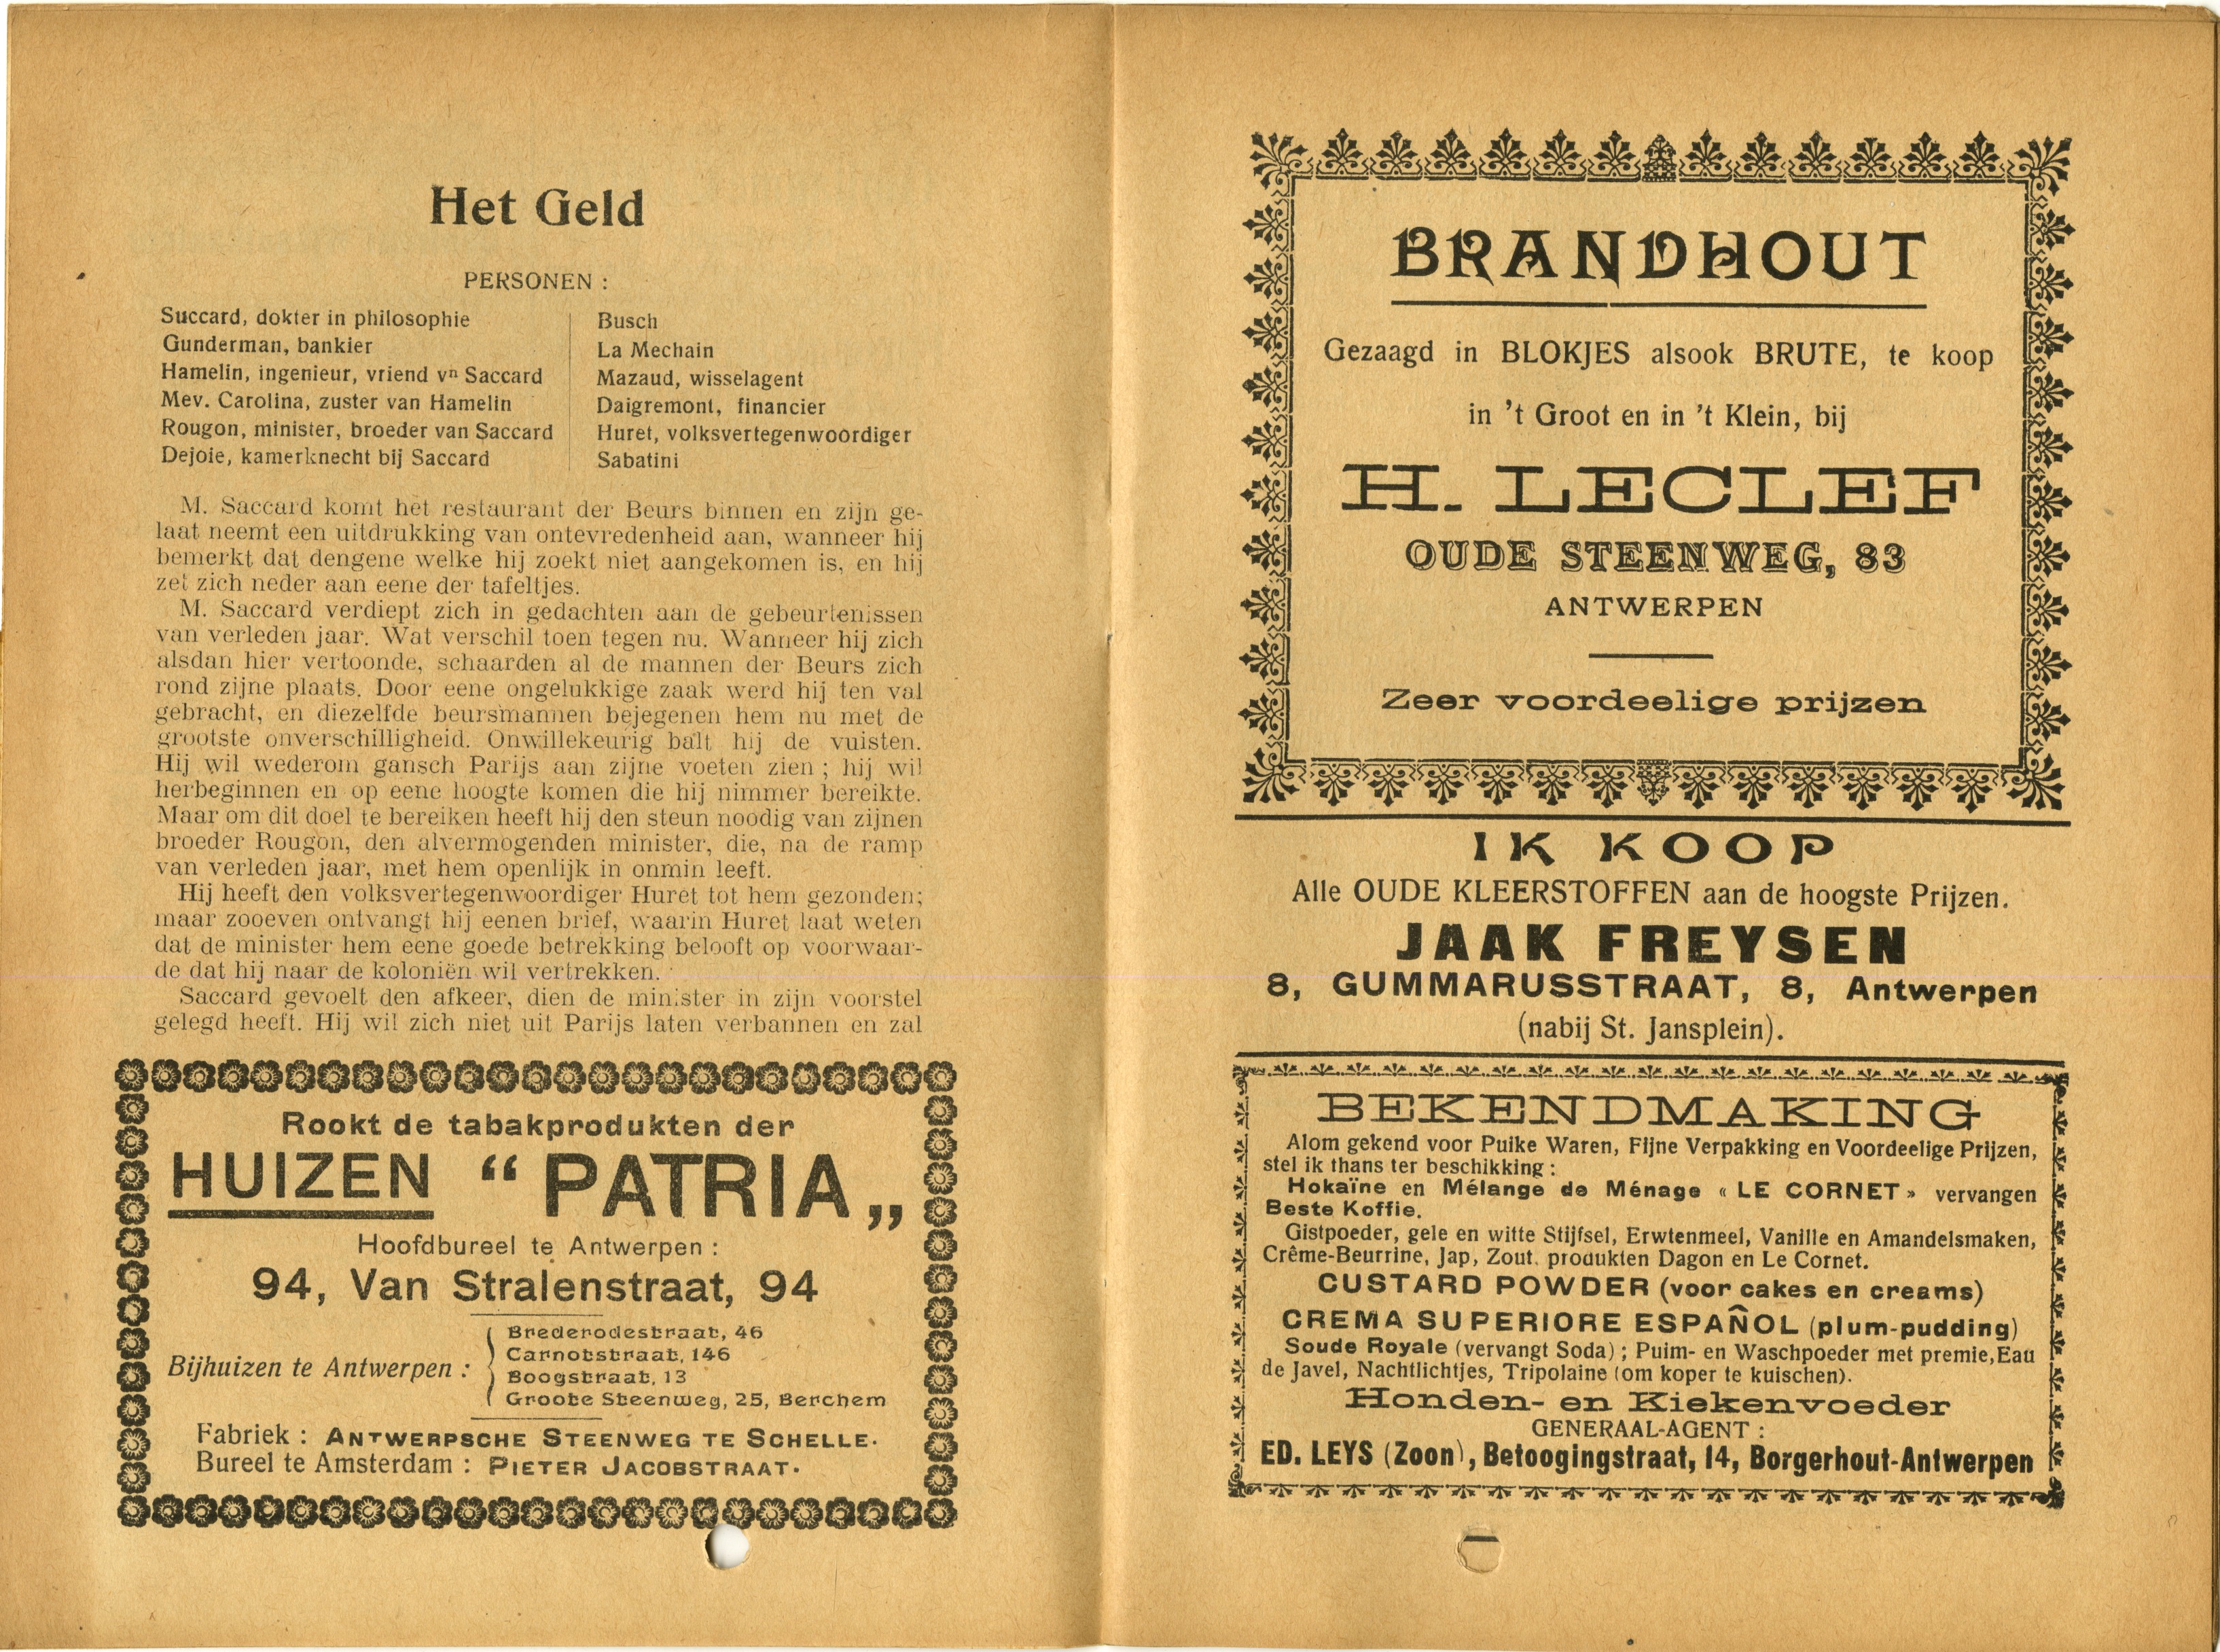 Het Geld
PERSONEN :
Succard, dokter in philosophie
Gunderman, bankier
Hamelin, ingenieur, vriend vn Saccard
Mev. Carolina, zuster van Hamelin
Rougon, minister, broeder van Saccard
Dejoie, kamerknecht bij Saccard
Busch
La Mechain
Mazaud, wisselagent
Daigremont, financier
Huret, volksvertegenwoordiger
Sabatini
M. Saccard komt het restaurant der Beurs binnen en zijn ge-
laat neemt een uitdrukking van ontevredenheid aan, wanneer hij
bemerkt dat dengene welke hij zoekt niet aangekomen is, en hij
zet zich neder aan eene der tafeltjes.
M. Saccard verdiept zich in gedachten aan de gebeurtenissen
van verleden jaar. Wat verschil toen tegen nu. Wanneer hij zich
alsdan hier vertoonde, schaarden al de mannen der Beurs zich
rond zijne plaats. Door eene ongelukkige zaak werd hij ten val
gebracht, en diezelfde beursmannen bejegenen hem nu met de
grootste onverschilligheid. Onwillekeurig balt hij de vuisten.
Hij wil wederom gansch Parijs aan zijne voeten zien ; hij wil
herbeginnen en op eene hoogte komen die hij nimmer bereikte.
Maar om dit doel te bereiken heeft hij den steun noodig van zijnen
broeder Rougon, den alvermogenden minister, die, na de ramp
van verleden jaar, met hem openlijk in onmin leeft.
Hij heeft den volksvertegenwoordiger Huret tot hem gezonden;
maar zooeven ontvangt hij eenen brief, waarin Huret laat weten
dat de minister hem eene goede betrekking belooft op voorwaar-
de dat hij naar de koloniën wil vertrekken.
Saccard gevoelt den afkeer, dien de minister in zijn voorstel
gelegd heeft. Hij wil zich niet uit Parijs laten verbannen en zal
Rookt de tabakprodukten der
HUIZEN “ PATRIA „
Hoofdbureel te Antwerpen :
94, Van Stralenstraat, 94
Bijhuizen te Antwerpen :
Brederodestraat, 46
Carnotstraat, 146
Boogstraat, 13
Groote Steenweg, 25, Berchem
Fabriek : ANTWERPSCHE STEENWEG TE SCHELLE.
Bureel te Amsterdam : PIETER JACOBSTRAAT.
BRANDHOUT
Gezaagd in BLOKJES alsook BRUTE, te koop
in 't Groot en in 't Klein, bij
H. LECLEF
OUDE STEENWEG, 83
ANTWERPEN
Zeer voordeelige prijzen
IK KOOP
Alle OUDE KLEERSTOFFEN aan de hoogste Prijzen.
JAAK FREYSEN
8, GUMMARUSSTRAAT, 8, Antwerpen
(nabij St. Jansplein).
BEKENDMAKING
Alom gekend voor Puike Waren, Fijne Verpakking en Voordeelige Prijzen,
stel ik thans ter beschikking :
Hokaïne en Mélange de Ménage « LE CORNET » vervangen
Beste Koffie.
Gistpoeder, gele en witte Stijfsel, Erwtenmeel, Vanille en Amandelsmaken,
Crême-Beurrine, Jap, Zout, produkten Dagon en Le Cornet.
CUSTARD POWDER (voor cakes en creams)
CREMA SUPERIORE ESPAÑOL (plum-pudding)
Soude Royale (vervangt Soda) ; Puim- en Waschpoeder met premie, Eau
de Javel, Nachtlichtjes, Tripolaine (om koper te kuischen).
Honden- en Kiekenvoeder
GENERAAL-AGENT :
ED. LEYS (Zoon), Betoogingstraat, 14, Borgerhout-Antwerpen